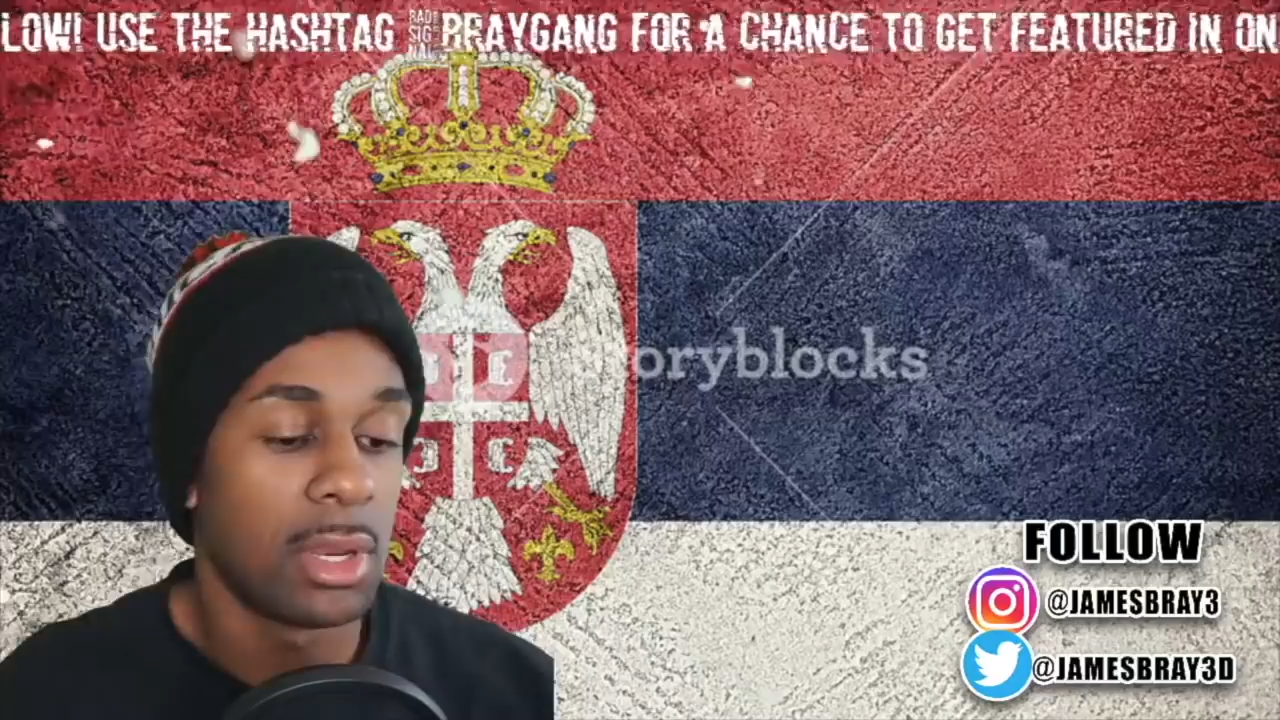 LOW! USE THE HASHTAG #BRAYGANG FOR A CHANCE TO GET FEATURED IN ON
storyblocks
FOLLOW
@JAMESBRAY3
@JAMESBRAY3D